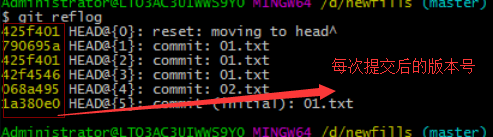 Administrator@LTO3AC3UIWWS9Y0 MINGW64 /d/newfills (master)
$ git reflog
425f401 HEAD@{0}: reset: moving to head^
790695a HEAD@{1}: commit: 01.txt
425f401 HEAD@{2}: commit: 01.txt
42f4546 HEAD@{3}: commit: 01.txt
068a495 HEAD@{4}: commit: 02.txt
每次提交后的版本号
1a380e0 HEAD@{5}: commit (initial): 01.txt
Administrator@LTO3AC3UIWWS9Y0 MINGW64 /d/newfills (master)